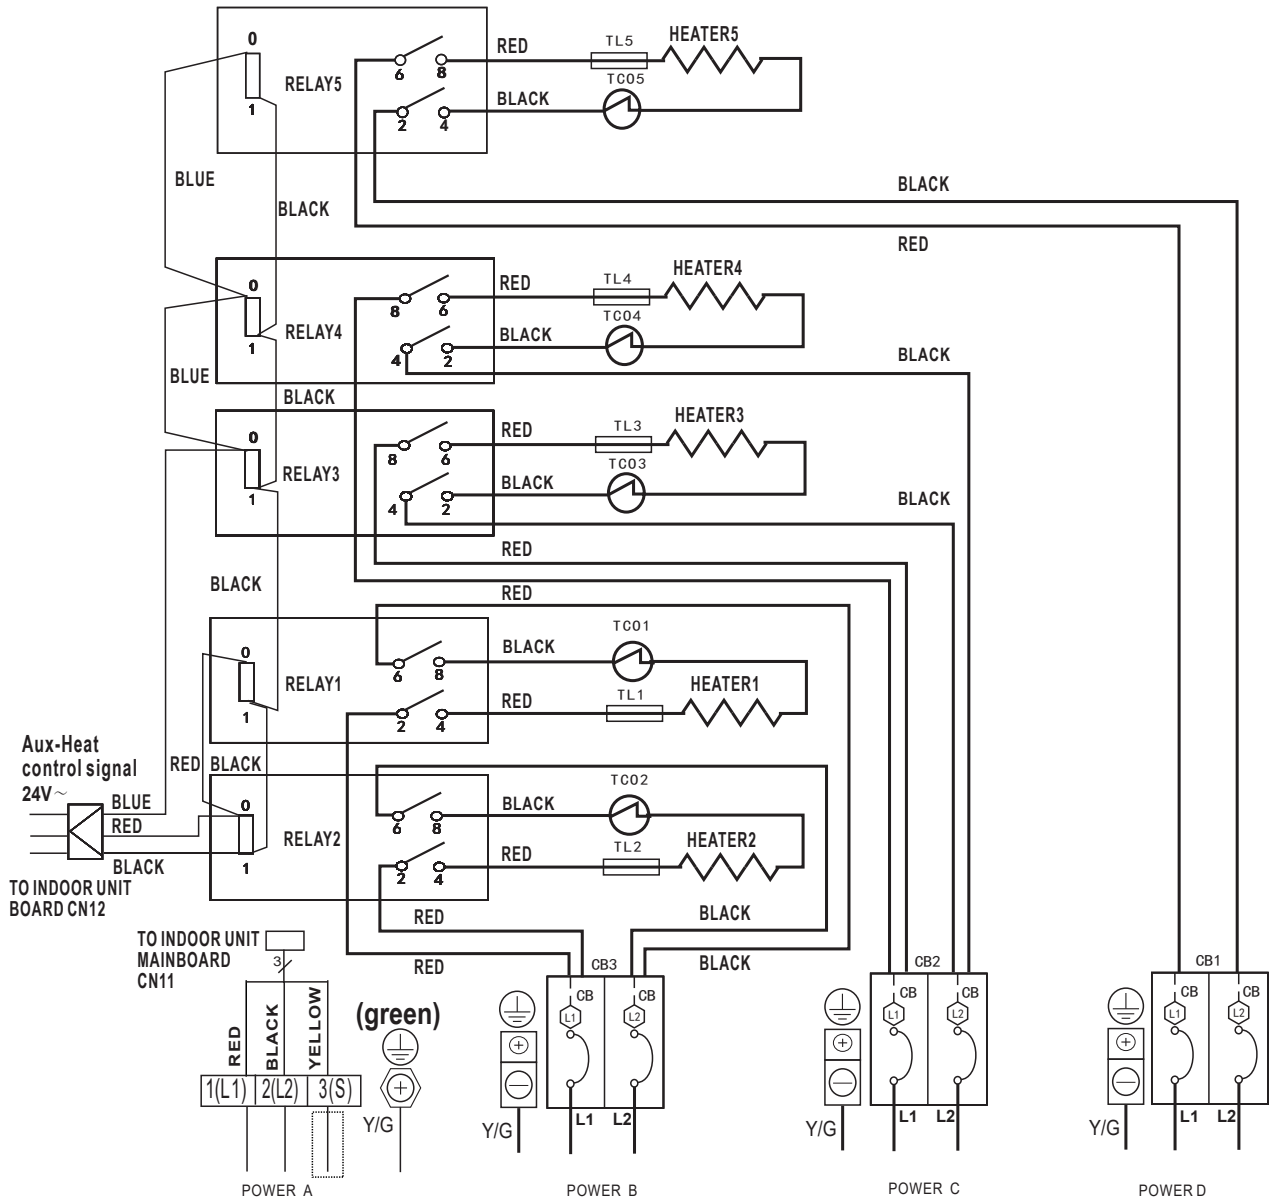 HEATER5
0
TL5
RED
6
8
RELAY5
TCO5
BLACK
1
2
4
BLUE
BLACK
BLACK
RED
HEATER4
0
TL4
RED
8
6
RELAY4
TCO4
BLACK
1
4
2
BLACK
BLUE
BLACK
HEATER3
0
TL3
RED
8
6
RELAY3
TCO3
BLACK
1
4
2
BLACK
RED
BLACK
RED
TCO1
0
BLACK
6
8
RELAY1
TL1
HEATER1
RED
1
2
4
Aux-Heat
control signal
24V~
RED
BLACK
TCO2
BLUE
0
BLACK
RED
6
8
RELAY2
TL2
HEATER2
RED
BLACK
1
2
4
TO INDOOR UNIT
BOARD CN12
RED
BLACK
TO INDOOR UNIT
MAINBOARD
CN11
3
RED
BLACK
CB3
CB2
CB1
RED
BLACK
YELLOW
(green)
CB
CB
CB
CB
CB
CB
L1
L2
L1
L2
L1
L2
1(L1)
2(L2)
3(S)
Y/G
Y/G
L1
L2
Y/G
L1
L2
Y/G
L1
L2
POWER A
POWER B
POWER C
POWER D